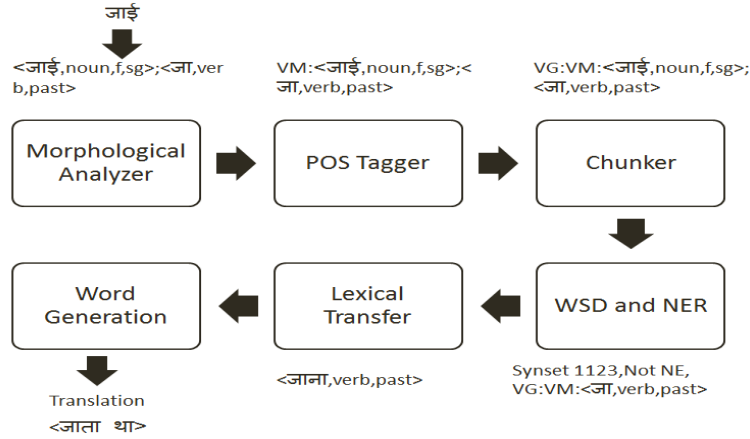 जाई
<जाई,noun,f,sg>;<जा,ver
b,past>
VM:<जाई,noun,f,sg>;<
जा,verb,past>
VG:VM:<जाई,noun,f,sg>;
<जा,verb,past>
Morphological
Analyzer
POS Tagger
Chunker
Word
Generation
Lexical
Transfer
WSD and NER
Translation
<जाता था>
<जाना,verb,past>
Synset 1123,Not NE,
VG:VM:<जा,verb,past>